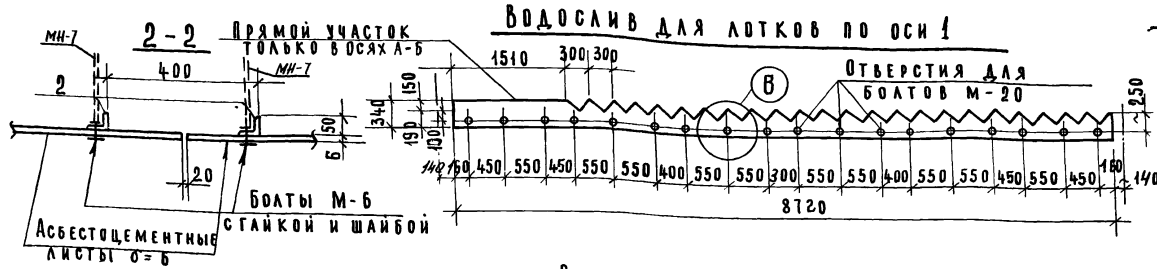 2-2
МН-7
МН-7
400
2
50
6
20
БОЛТЫ М-6
С ГАЙКОЙ И ШАЙБОЙ
АСБЕСТОЦЕМЕНТНЫЕ
ЛИСТЫ δ=6
ВОДОСЛИВ ДЛЯ ЛОТКОВ ПО ОСИ 1
ПРЯМОЙ УЧАСТОК
ТОЛЬКО В ОСЯХ А-Б
1510 300 300
В
ОТВЕРСТИЯ ДЛЯ
БОЛТОВ М-20
340 150 190 130
~250
140 160 450 550 450 550 550 400 550 550 300 550 550 400 550 550 450 550 450 160 140
8720